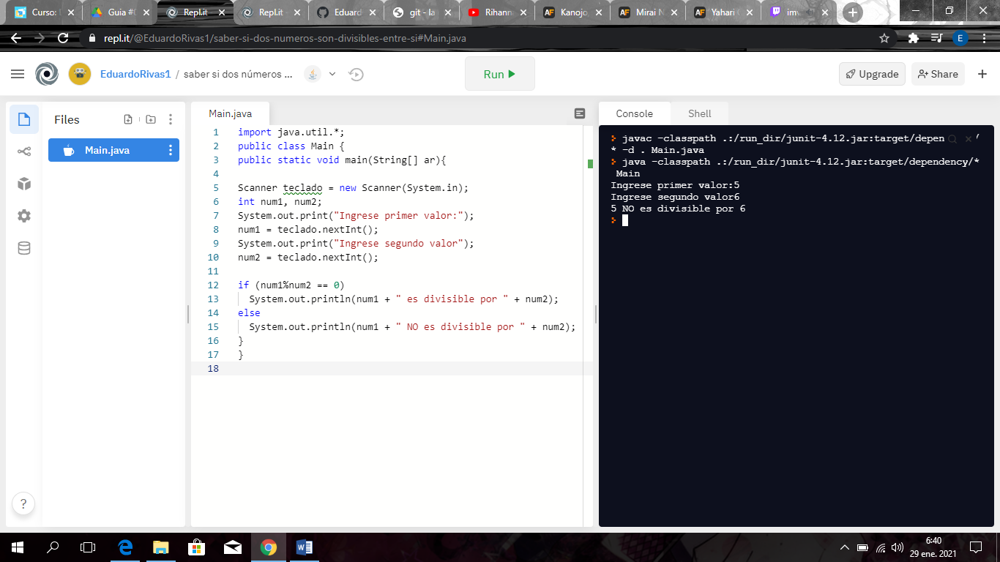 Curso:
Guia #0
Repl.it
Repl.it
Eduard
git - la
Rihann
Kanojo
Mirai N
Yahari
imv
repl.it/@EduardoRivas1/saber-si-dos-numeros-son-divisibles-entre-si#Main.java
E
EduardoRivas1 / saber si dos números ...
Run
Upgrade
Share
Files
Main.java
Main.java
1 import java.util.*;
2 public class Main {
3 public static void main(String[] ar){
4
5 Scanner teclado = new Scanner(System.in);
6 int num1, num2;
7 System.out.print("Ingrese primer valor:");
8 num1 = teclado.nextInt();
9 System.out.print("Ingrese segundo valor");
10 num2 = teclado.nextInt();
11
12 if (num1%num2 == 0)
13 System.out.println(num1 + " es divisible por " + num2);
14 else
15 System.out.println(num1 + " NO es divisible por " + num2);
16 }
17 }
18
Console
Shell
javac -classpath .:/run_dir/junit-4.12.jar:target/depen /
* -d . Main.java
java -classpath .:/run_dir/junit-4.12.jar:target/dependency/*
Main
Ingrese primer valor:5
Ingrese segundo valor6
5 NO es divisible por 6
?
6:40
29 ene. 2021